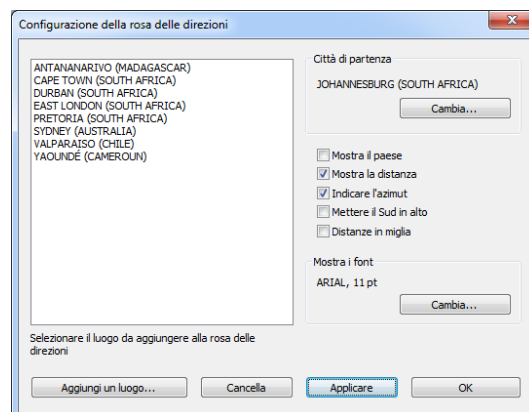 Configurazione della rosa delle direzioni
ANTANANARIVO (MADAGASCAR)
CAPE TOWN (SOUTH AFRICA)
DURBAN (SOUTH AFRICA)
EAST LONDON (SOUTH AFRICA)
PRETORIA (SOUTH AFRICA)
SYDNEY (AUSTRALIA)
VALPARAISO (CHILE)
YAOUNDÉ (CAMEROUN)
Selezionare il luogo da aggiungere alla rosa delle
direzioni
Città di partenza
JOHANNESBURG (SOUTH AFRICA)
Cambia...
Mostra il paese
Mostra la distanza
Indicare l'azimut
Mettere il Sud in alto
Distanze in miglia
Mostra i font
ARIAL, 11 pt
Cambia...
Aggiungi un luogo...
Cancella
Applicare
OK